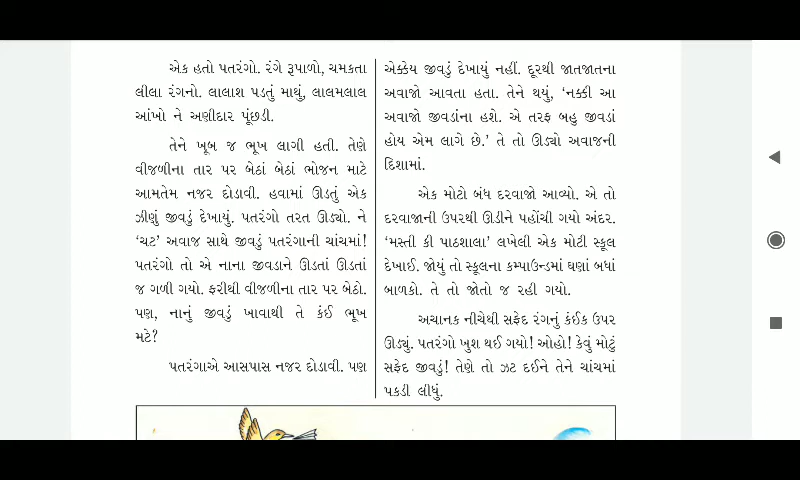 એક હતો પતરંગો. રંગે રૂપાળો, ચમકતા
લીલા રંગનો. લાલાશ પડતું માથું, લાલમલાલ
આંખો ને અણીદાર પૂંછડી.
તેને ખૂબ જ ભૂખ લાગી હતી. તેણે
વીજળીના તાર પર બેઠાં બેઠાં ભોજન માટે
આમતેમ નજર દોડાવી. હવામાં ઊડતું એક
ઝીણું જીવડું દેખાયું. પતરંગો તરત ઊડ્યો. ને
‘ચટ’ અવાજ સાથે જીવડું પતરંગાની ચાંચમાં!
પતરંગો તો એ નાના જીવડાને ઊડતાં ઊડતાં
જ ગળી ગયો. ફરીથી વીજળીના તાર પર બેઠો.
પણ, નાનું જીવડું ખાવાથી તે કંઈ ભૂખ
મટે?
પતરંગાએ આસપાસ નજર દોડાવી. પણ
એક્કેય જીવડું દેખાયું નહીં. દૂરથી જાતજાતના
અવાજો આવતા હતા. તેને થયું, ‘નક્કી આ
અવાજો જીવડાંના હશે. એ તરફ બહુ જીવડાં
હોય એમ લાગે છે.’ તે તો ઊડ્યો અવાજની
દિશામાં.
એક મોટો બંધ દરવાજો આવ્યો. એ તો
દરવાજાની ઉપરથી ઊડીને પહોંચી ગયો અંદર.
‘મસ્તી કી પાઠશાલા’ લખેલી એક મોટી સ્કૂલ
દેખાઈ. જોયું તો સ્કૂલના કમ્પાઉન્ડમાં ઘણાં બધાં
બાળકો. તે તો જોતો જ રહી ગયો.
અચાનક નીચેથી સફેદ રંગનું કંઈક ઉપર
ઊડ્યું. પતરંગો ખુશ થઈ ગયો! ઓહો! કેવું મોટું
સફેદ જીવડું! તેણે તો ઝટ દઈને તેને ચાંચમાં
પકડી લીધું.